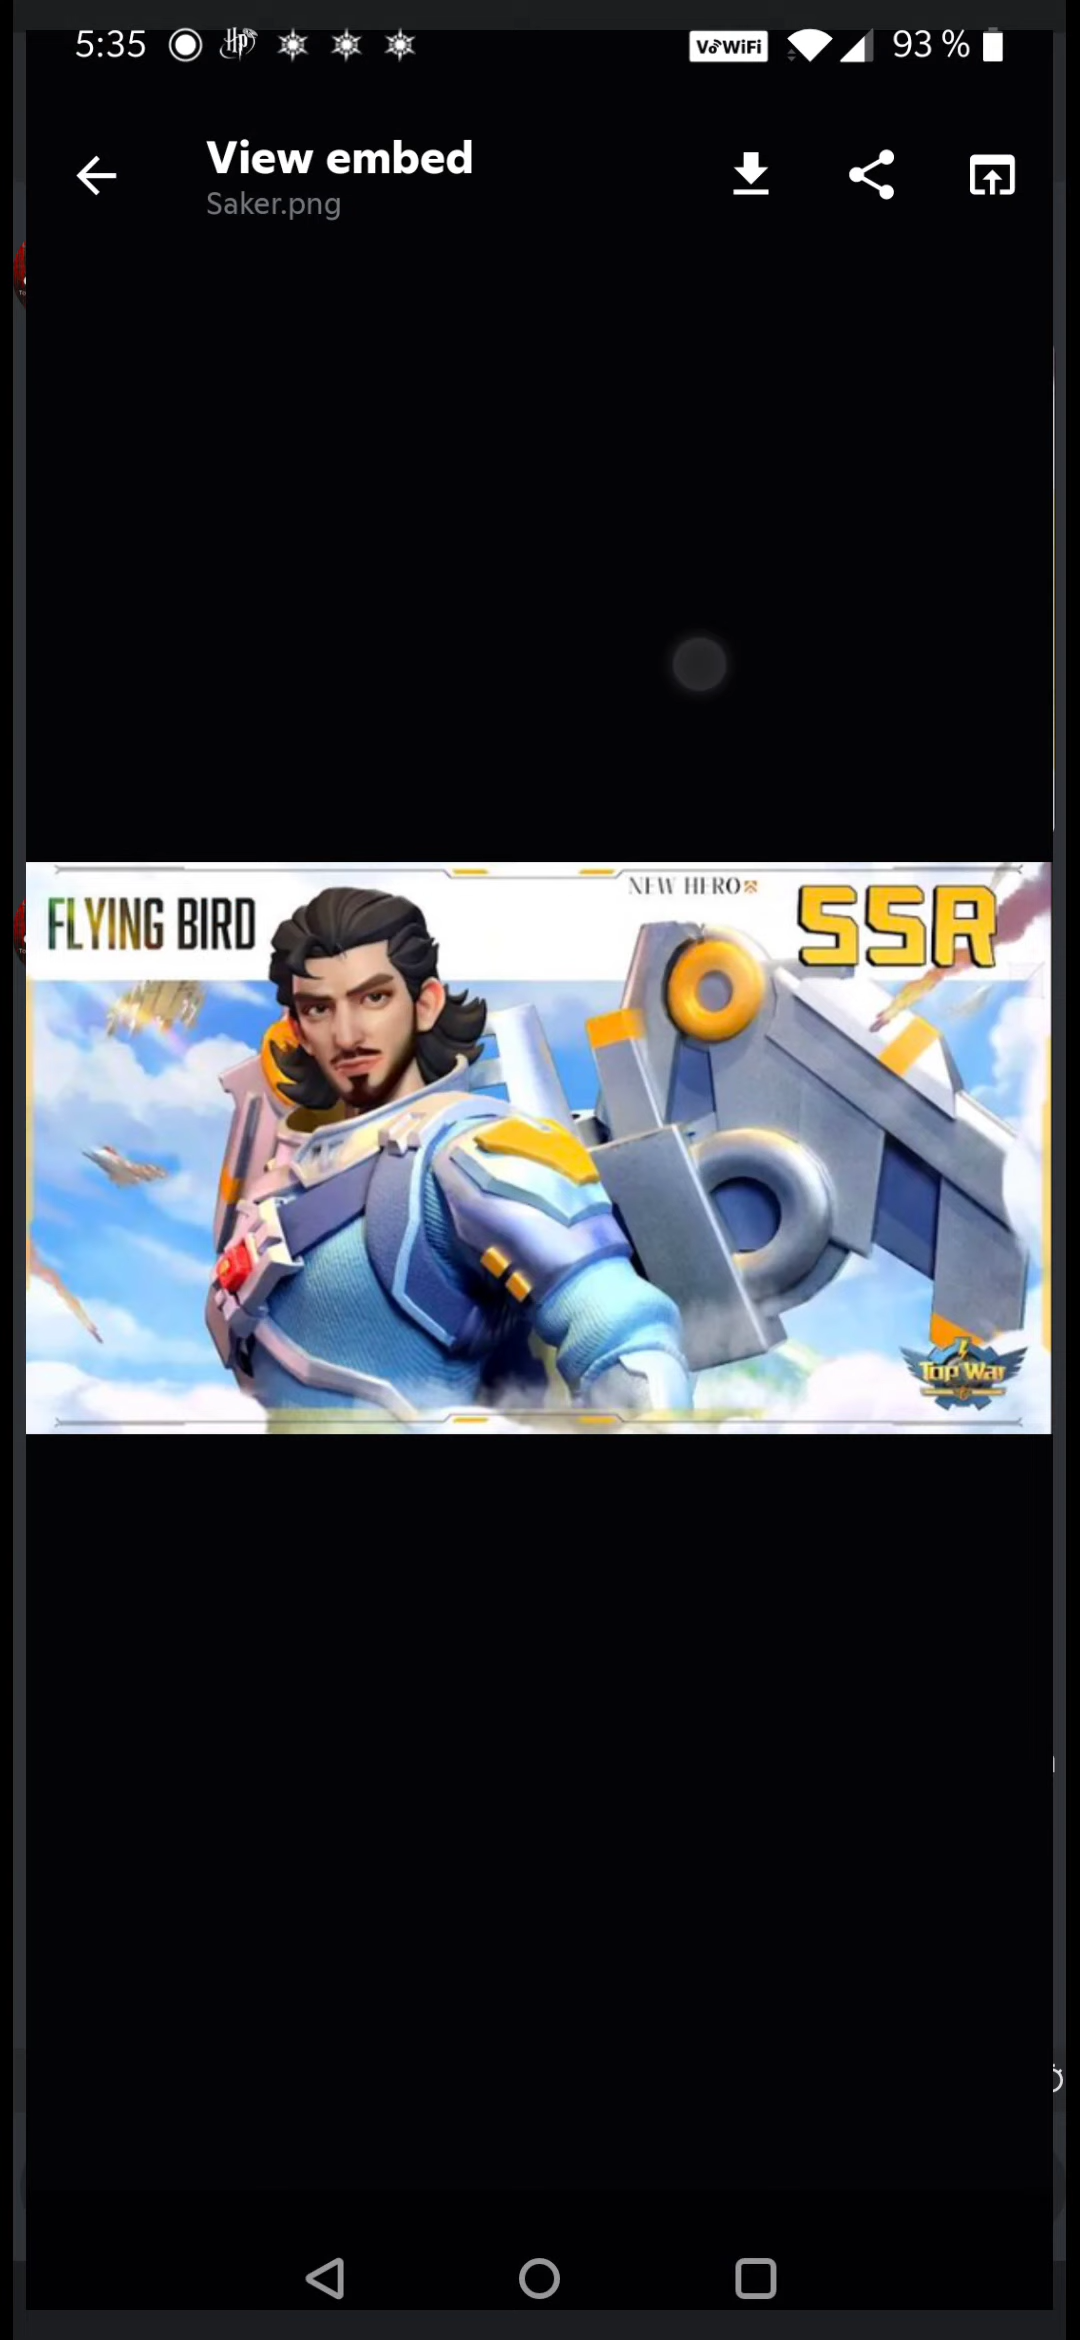 5:35
VoWiFi
93 %
View embed
Saker.png
FLYING BIRD
NEW HERO
SSR
Top War